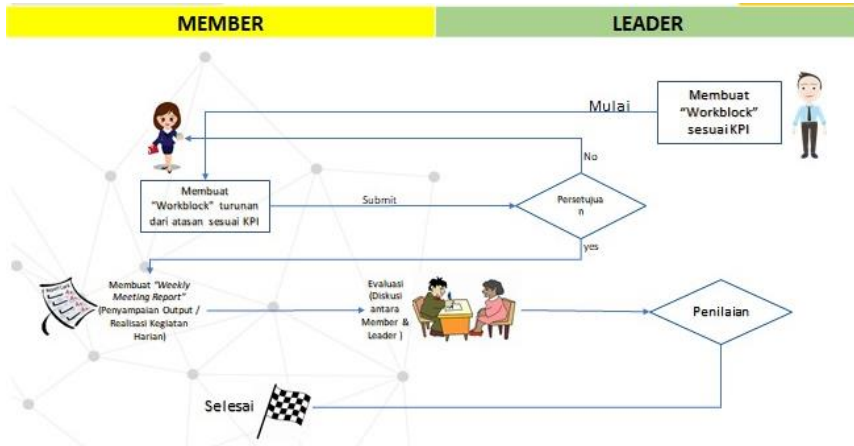 MEMBER
LEADER
Mulai
Membuat
"Workblock"
sesuai KPI
No
Membuat
"Workblock" turunan
dari atasan sesuai KPI
Submit
Persetujua
n
yes
Membuat "Weekly
Meeting Report"
(Penyampaian Output /
Realisasi Kegiatan
Harian)
Evaluasi
(Diskusi
antara
Member &
Leader )
Penilaian
Selesai